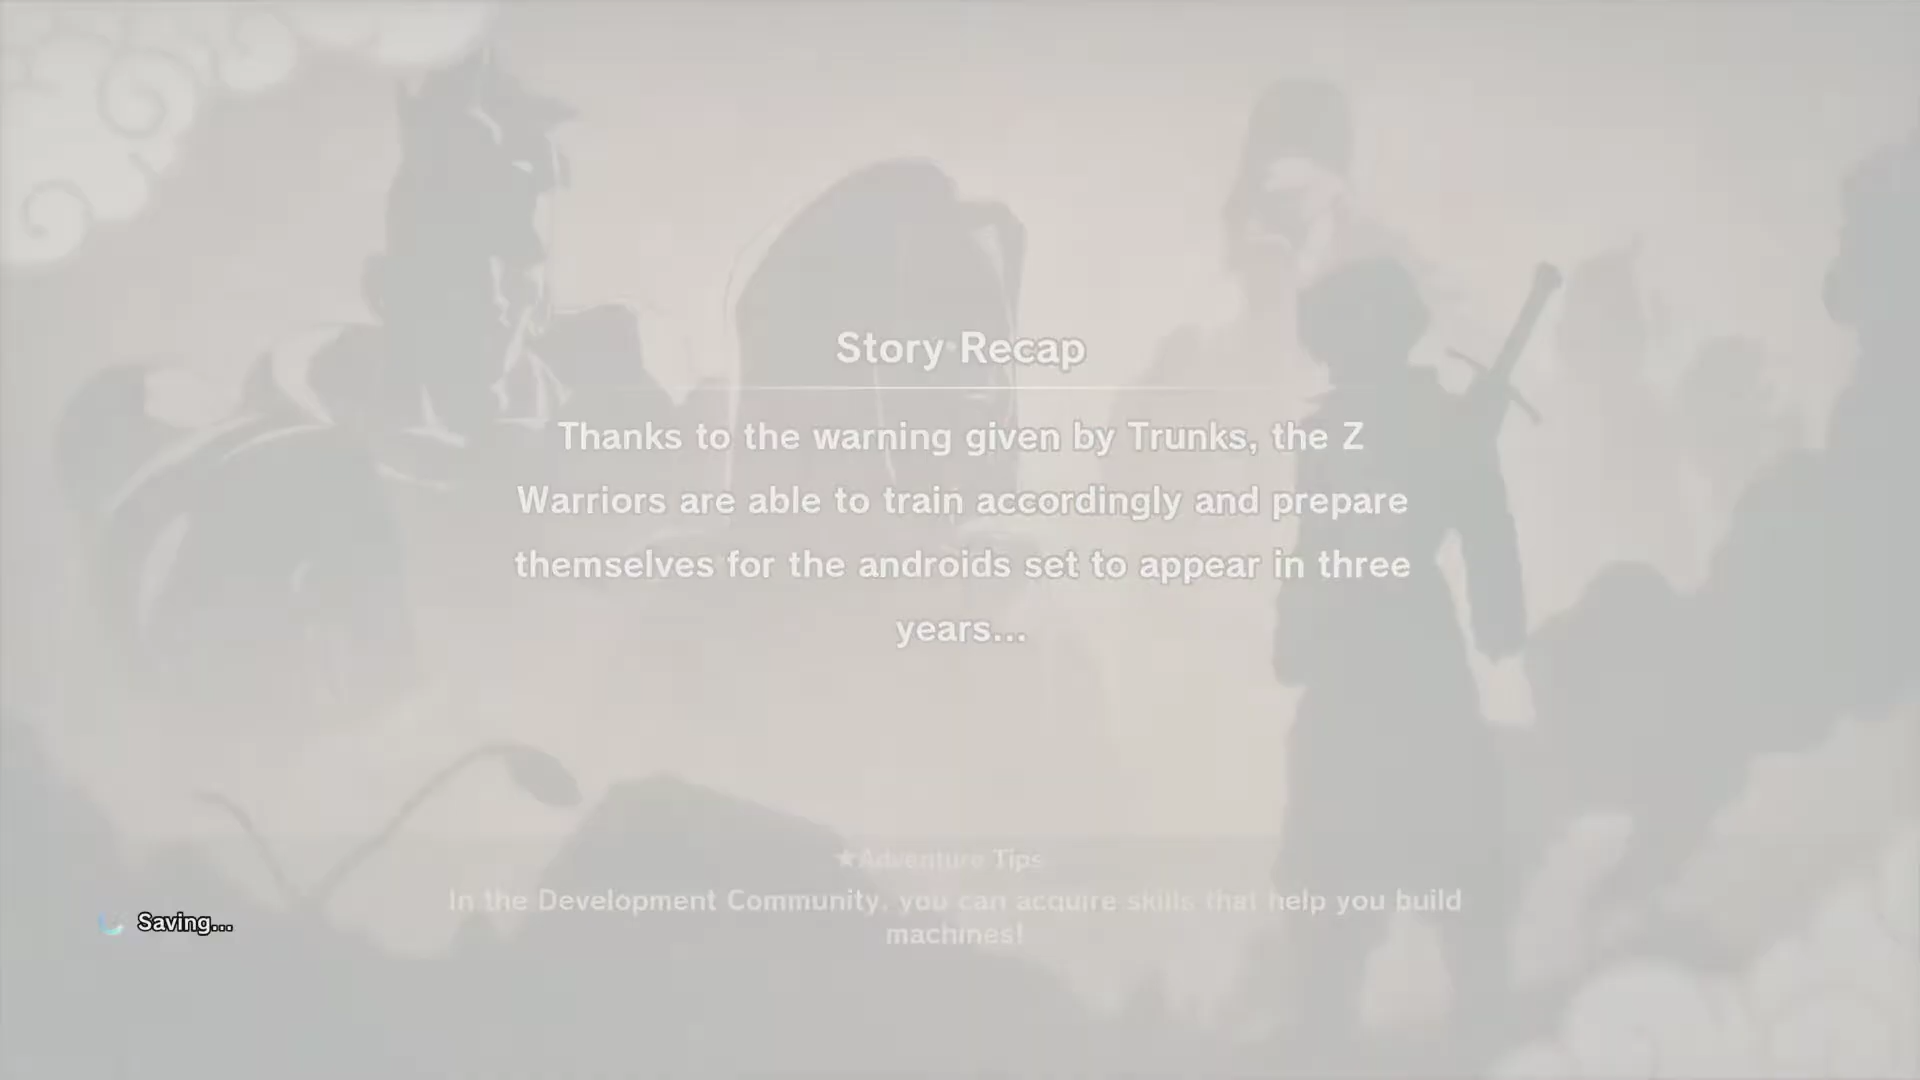 Story Recap
Thanks to the warning given by Trunks, the Z
Warriors are able to train accordingly and prepare
themselves for the androids set to appear in three
years...
★Adventure Tips
In the Development Community, you can acquire skills that help you build
machines!
Saving...